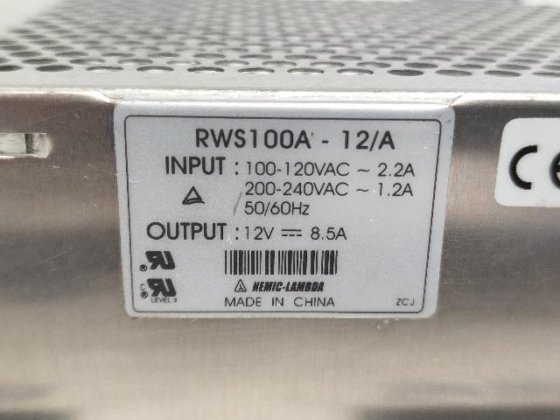 RWS100A - 12/A
INPUT : 100-120VAC ~ 2.2A
200-240VAC ~ 1.2A
50/60Hz
OUTPUT : 12V ⎓ 8.5A
NEMIC-LAMBDA
LEVEL 3
MADE IN CHINA
ZCJ
CE